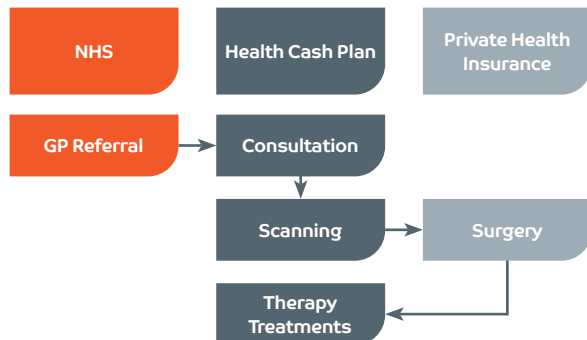 NHS
Health Cash Plan
Private Health
Insurance
GP Referral
Consultation
Scanning
Surgery
Therapy
Treatments